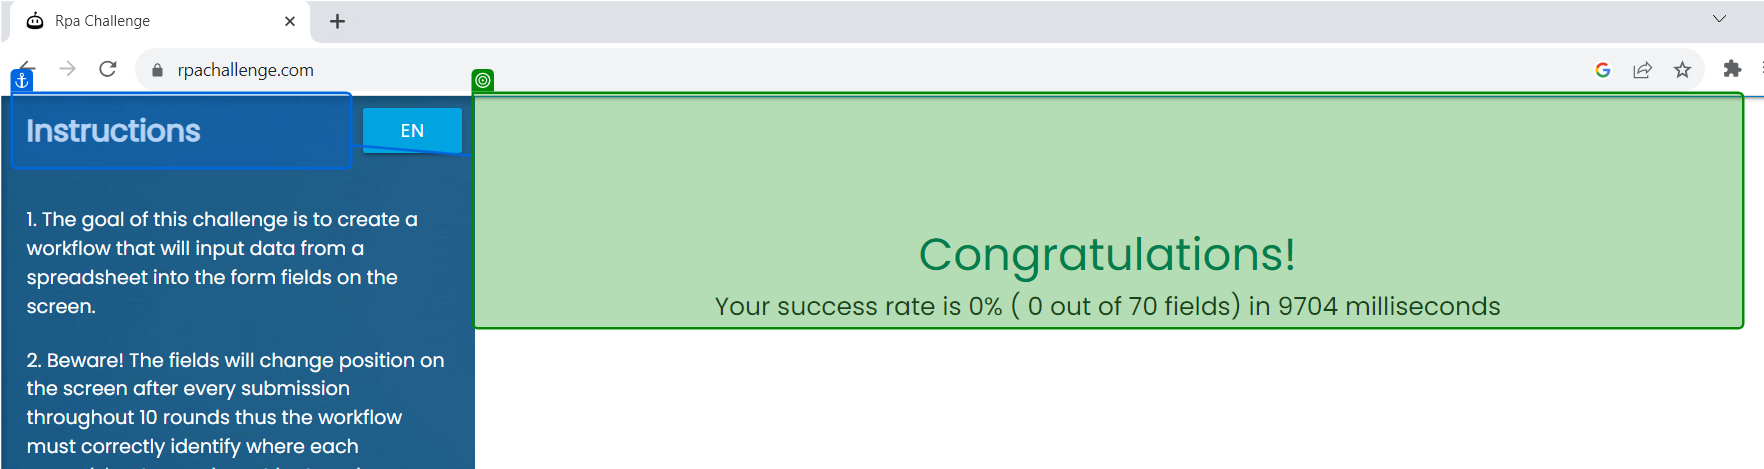 Rpa Challenge
rpachallenge.com
Instructions
EN
1. The goal of this challenge is to create a
workflow that will input data from a
spreadsheet into the form fields on the
screen.
2. Beware! The fields will change position on
the screen after every submission
throughout 10 rounds thus the workflow
must correctly identify where each
Congratulations!
Your success rate is 0% ( 0 out of 70 fields) in 9704 milliseconds